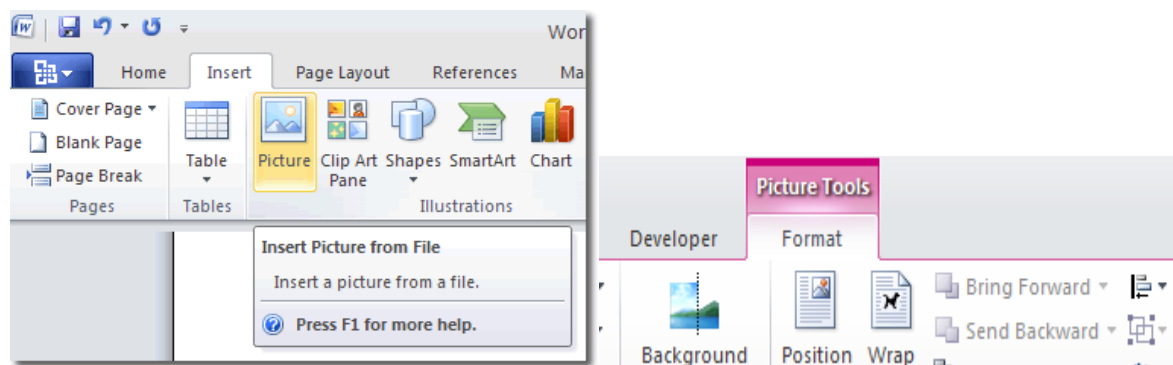 Wor
Home Insert Page Layout References Ma
Cover Page
Blank Page
Page Break
Pages
Table
Tables
Picture Clip Art Pane Shapes SmartArt Chart
Illustrations
Insert Picture from File
Insert a picture from a file.
Press F1 for more help.
Picture Tools
Developer Format
Background
Position Wrap
Bring Forward
Send Backward